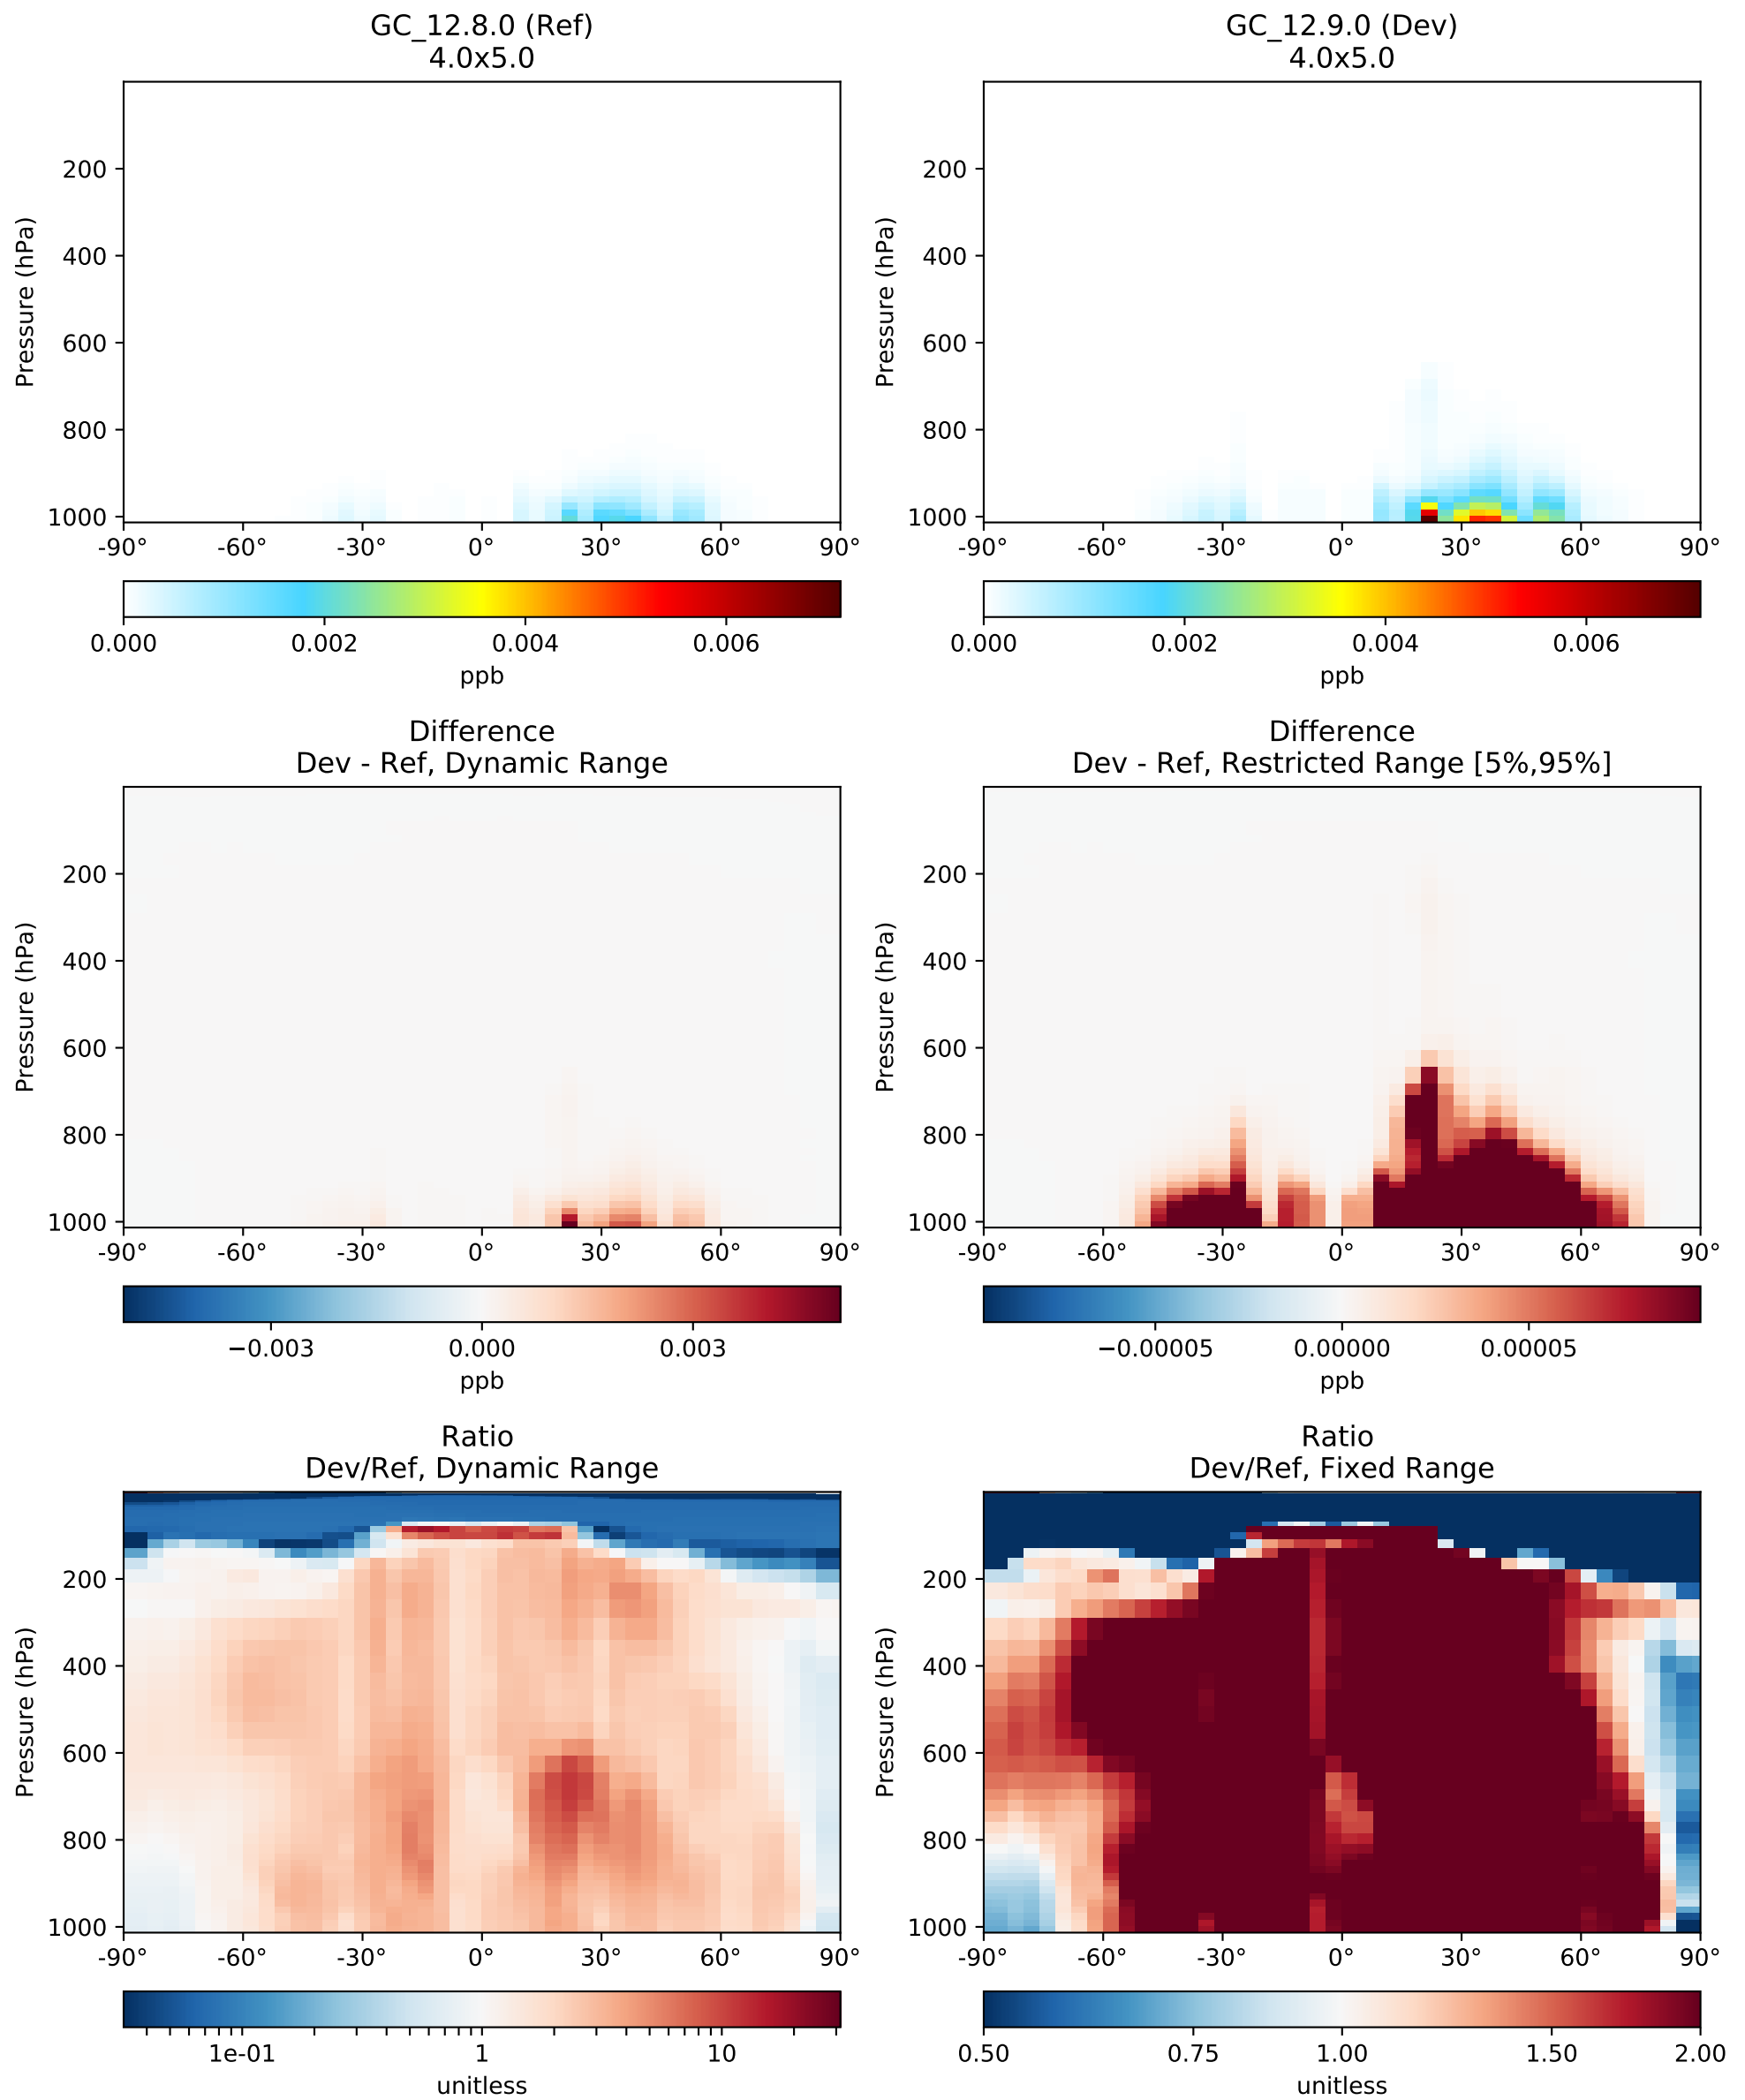 GC_12.8.0 (Ref)
4.0x5.0
GC_12.9.0 (Dev)
4.0x5.0
Pressure (hPa)
200
400
600
800
1000
-90° -60° -30° 0° 30° 60° 90°
0.000 0.002 0.004 0.006
ppb
Pressure (hPa)
200
400
600
800
1000
-90° -60° -30° 0° 30° 60° 90°
0.000 0.002 0.004 0.006
ppb
Difference
Dev - Ref, Dynamic Range
Difference
Dev - Ref, Restricted Range [5%,95%]
Pressure (hPa)
200
400
600
800
1000
-90° -60° -30° 0° 30° 60° 90°
−0.003 0.000 0.003
ppb
Pressure (hPa)
200
400
600
800
1000
-90° -60° -30° 0° 30° 60° 90°
−0.00005 0.00000 0.00005
ppb
Ratio
Dev/Ref, Dynamic Range
Ratio
Dev/Ref, Fixed Range
Pressure (hPa)
200
400
600
800
1000
-90° -60° -30° 0° 30° 60° 90°
1e-01 1 10
unitless
Pressure (hPa)
200
400
600
800
1000
-90° -60° -30° 0° 30° 60° 90°
0.50 0.75 1.00 1.50 2.00
unitless